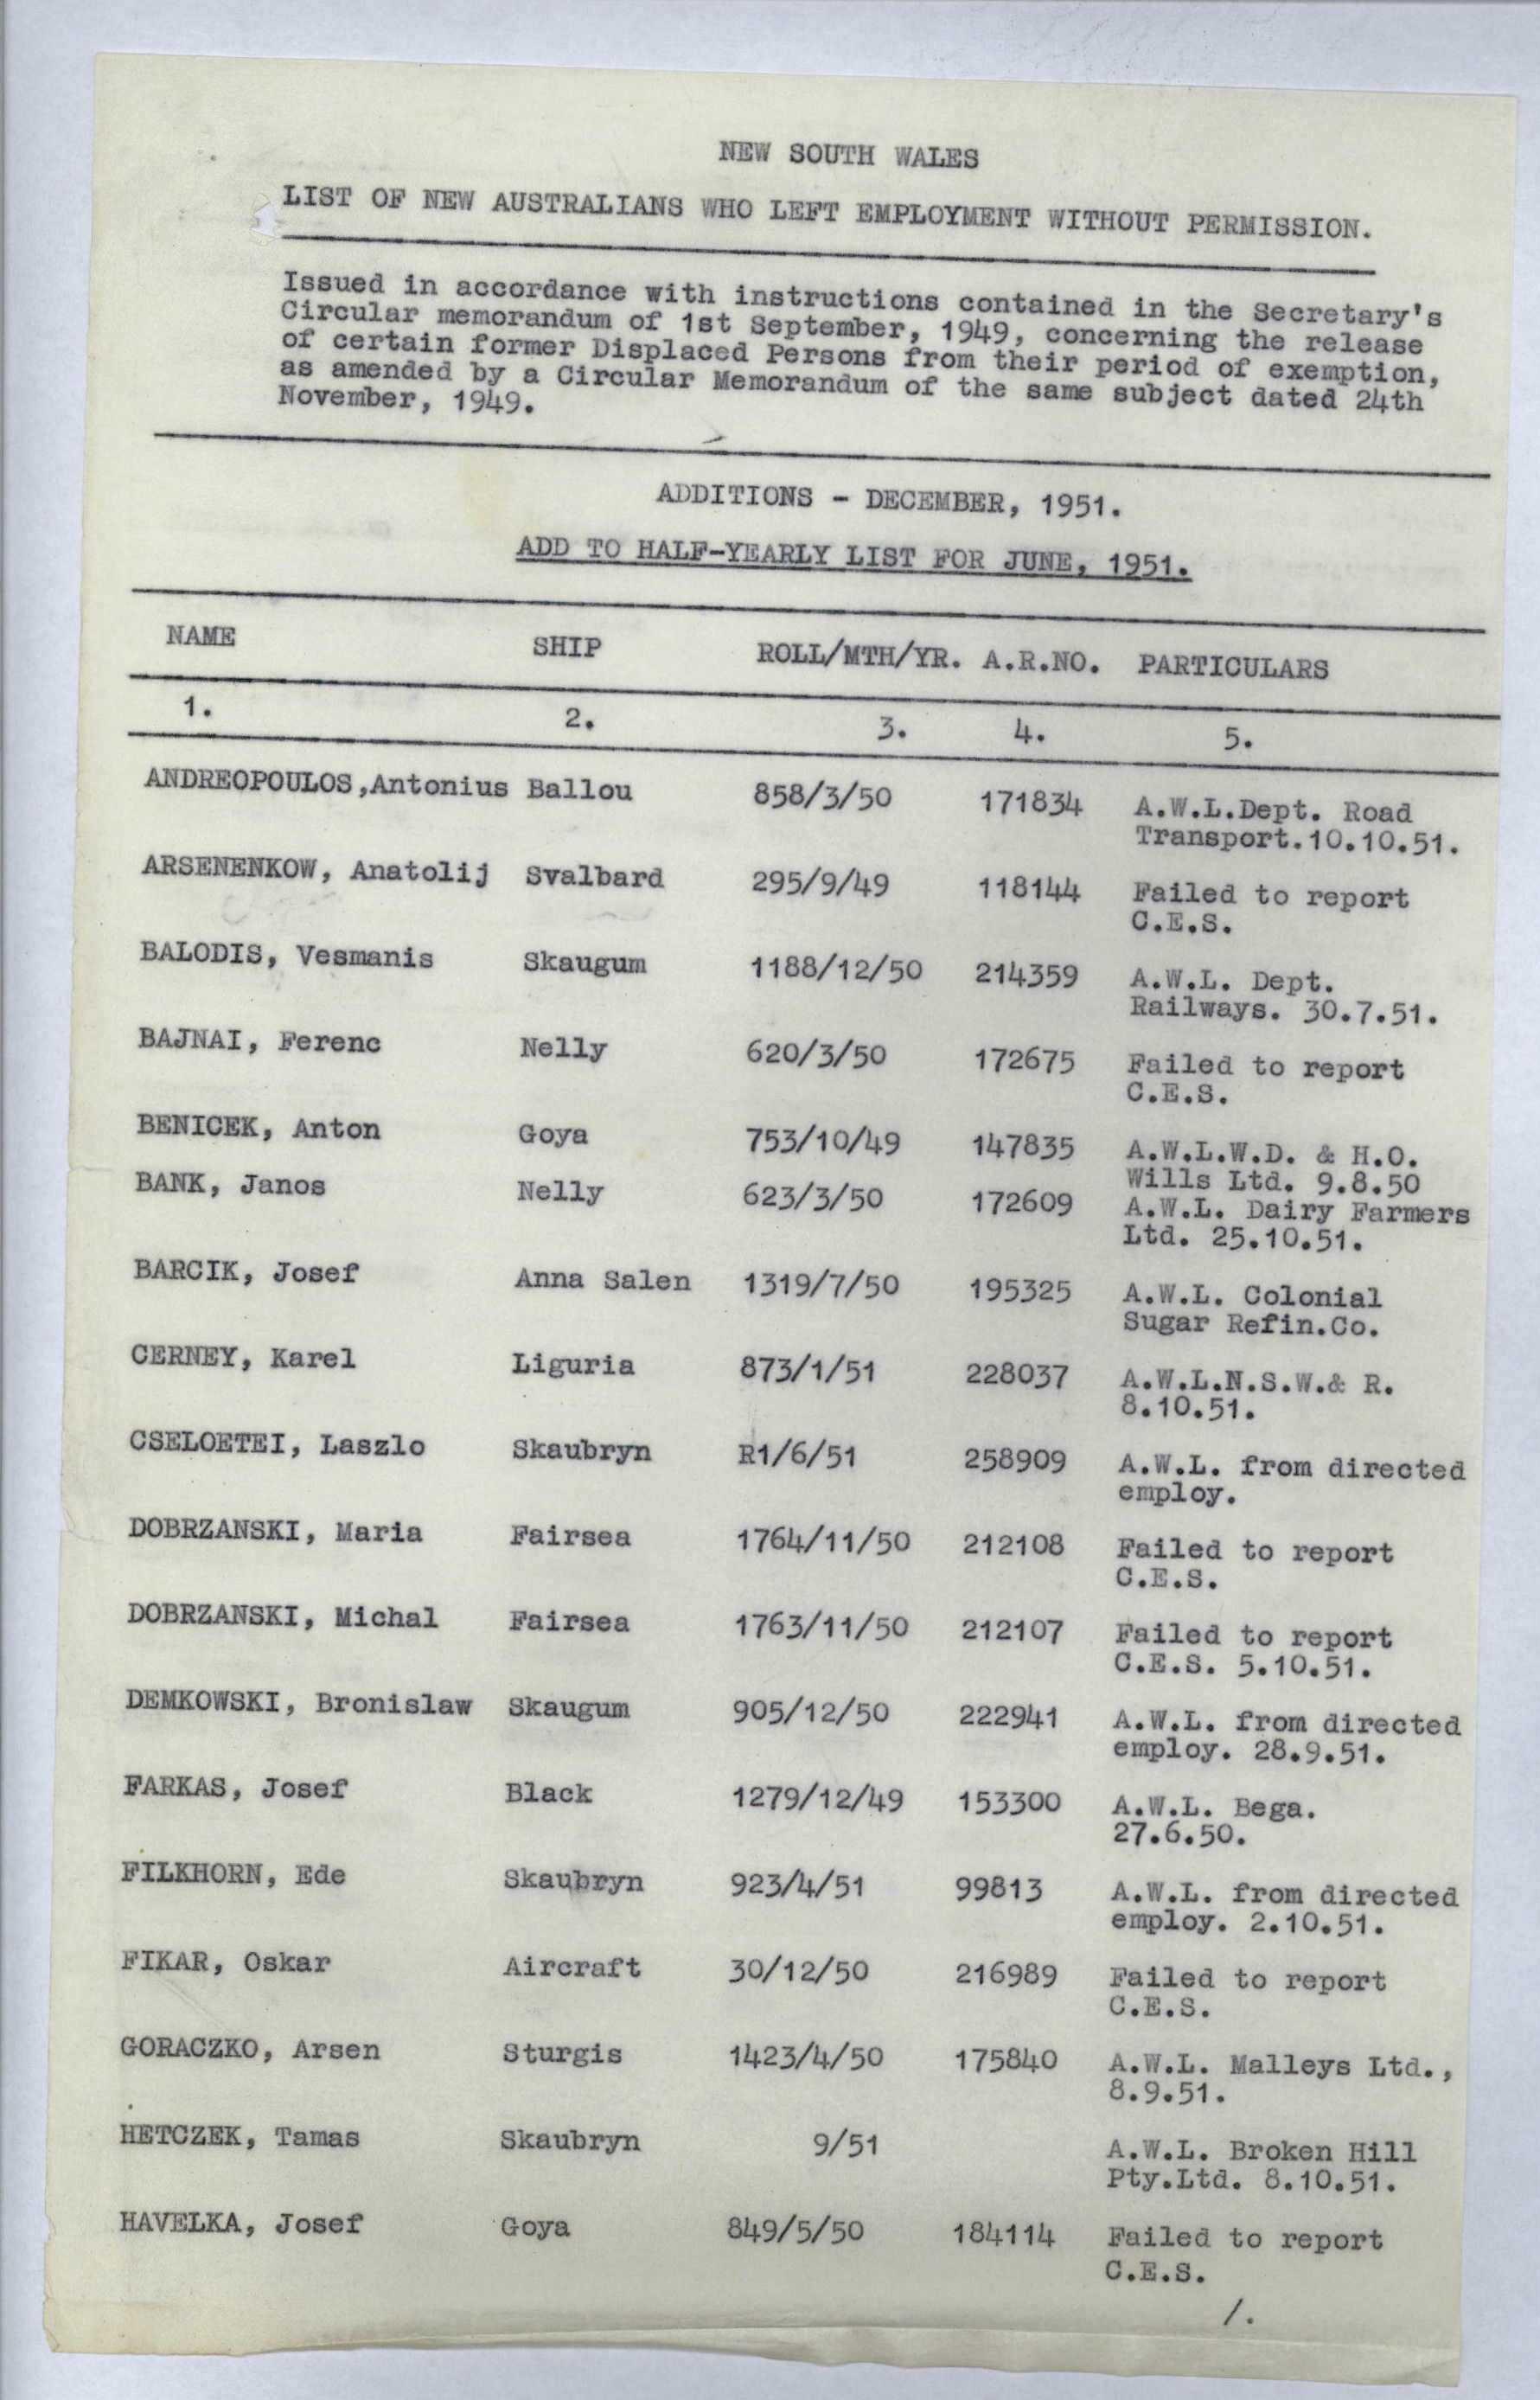 NEW SOUTH WALES
LIST OF NEW AUSTRALIANS WHO LEFT EMPLOYMENT WITHOUT PERMISSION.
Issued in accordance with instructions contained in the Secretary's
Circular memorandum of 1st September, 1949, concerning the release
of certain former Displaced Persons from their period of exemption,
as amended by a Circular Memorandum of the same subject dated 24th
November, 1949.
ADDITIONS - DECEMBER, 1951.
ADD TO HALF-YEARLY LIST FOR JUNE, 1951.
NAME SHIP ROLL/MTH/YR. A.R.NO. PARTICULARS
1. 2. 3. 4. 5.
ANDREOPOULOS,Antonius Ballou 858/3/50 171834 A.W.L.Dept. Road
Transport.10.10.51.
ARSENENKOW, Anatolij Svalbard 295/9/49 118144 Failed to report
C.E.S.
BALODIS, Vesmanis Skaugum 1188/12/50 214359 A.W.L. Dept.
Railways. 30.7.51.
BAJNAI, Ferenc Nelly 620/3/50 172675 Failed to report
C.E.S.
BENICEK, Anton Goya 753/10/49 147835 A.W.L.W.D. & H.O.
Wills Ltd. 9.8.50
BANK, Janos Nelly 623/3/50 172609 A.W.L. Dairy Farmers
Ltd. 25.10.51.
BARCIK, Josef Anna Salen 1319/7/50 195325 A.W.L. Colonial
Sugar Refin.Co.
CERNEY, Karel Liguria 873/1/51 228037 A.W.L.N.S.W.& R.
8.10.51.
CSELOETEI, Laszlo Skaubryn R1/6/51 258909 A.W.L. from directed
employ.
DOBRZANSKI, Maria Fairsea 1764/11/50 212108 Failed to report
C.E.S.
DOBRZANSKI, Michal Fairsea 1763/11/50 212107 Failed to report
C.E.S. 5.10.51.
DEMKOWSKI, Bronislaw Skaugum 905/12/50 222941 A.W.L. from directed
employ. 28.9.51.
FARKAS, Josef Black 1279/12/49 153300 A.W.L. Bega.
27.6.50.
FILKHORN, Ede Skaubryn 923/4/51 99813 A.W.L. from directed
employ. 2.10.51.
FIKAR, Oskar Aircraft 30/12/50 216989 Failed to report
C.E.S.
GORACZKO, Arsen Sturgis 1423/4/50 175840 A.W.L. Malleys Ltd.,
8.9.51.
HETCZEK, Tamas Skaubryn 9/51 A.W.L. Broken Hill
Pty.Ltd. 8.10.51.
HAVELKA, Josef Goya 849/5/50 184114 Failed to report
C.E.S.
/.